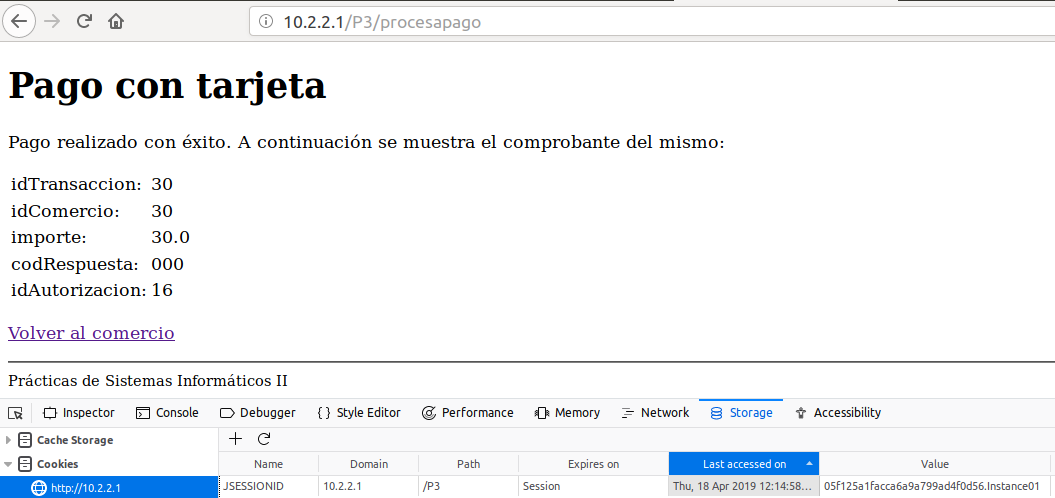 10.2.2.1/P3/procesapago
Pago con tarjeta
Pago realizado con éxito. A continuación se muestra el comprobante del mismo:
idTransaccion: 30
idComercio: 30
importe: 30.0
codRespuesta: 000
idAutorizacion: 16
Volver al comercio
Prácticas de Sistemas Informáticos II
Inspector Console Debugger {} Style Editor Performance Memory Network Storage Accessibility
Cache Storage
Cookies
Name Domain Path Expires on Last accessed on Value
http://10.2.2.1 JSESSIONID 10.2.2.1 /P3 Session Thu, 18 Apr 2019 12:14:58... 05f125a1facca6a9a799ad4f0d56.Instance01